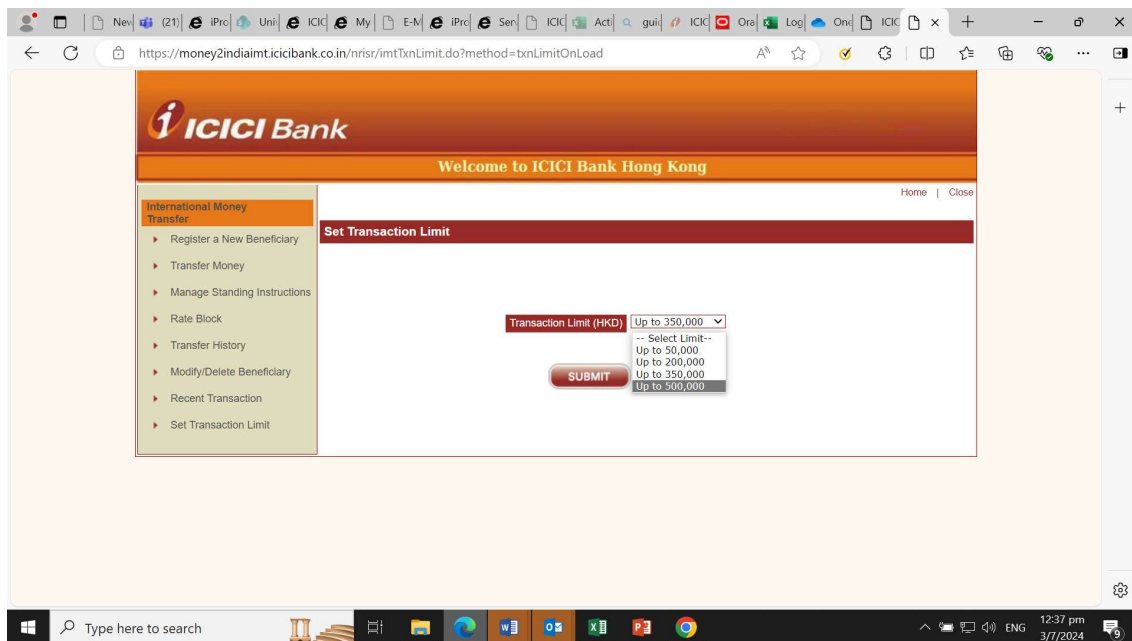 New
(21)
iPro
Univ
ICIC
My
E-M
iPro
Serv
ICIC
Acti
guid
ICIC
Ora
Log
One
ICIC
https://money2indiaimt.icicibank.co.in/nrisr/imtTxnLimit.do?method=txnLimitOnLoad
ICICI Bank
Welcome to ICICI Bank Hong Kong
Home | Close
International Money
Transfer
Register a New Beneficiary
Transfer Money
Manage Standing Instructions
Rate Block
Transfer History
Modify/Delete Beneficiary
Recent Transaction
Set Transaction Limit
Set Transaction Limit
Transaction Limit (HKD)
Up to 350,000
-- Select Limit--
Up to 50,000
Up to 200,000
Up to 350,000
Up to 500,000
SUBMIT
Type here to search
ENG
12:37 pm
3/7/2024
9